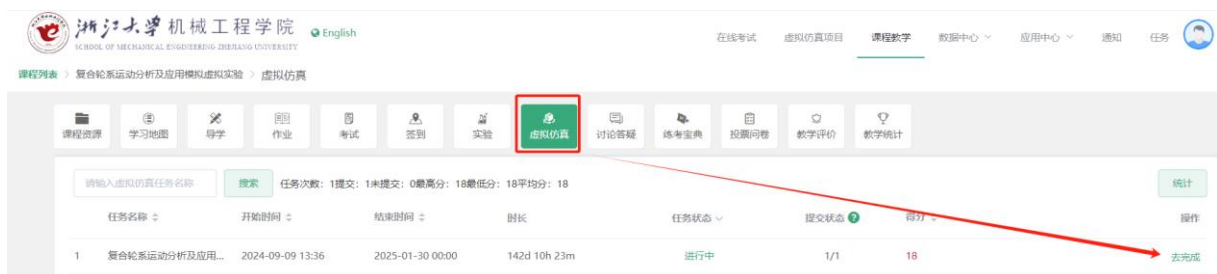 浙江大学机械工程学院 English 在线考试 虚拟仿真项目 课程教学 数据中心 应用中心 通知 任务
SCHOOL OF MECHANICAL ENGINEERING ZHEJIANG UNIVERSITY
课程列表 > 复合轮系运动分析及应用模拟虚拟实验 > 虚拟仿真
课程资源 学习地图 导学 作业 考试 签到 实验 虚拟仿真 讨论答疑 练考宝典 投票问卷 教学评价 教学统计
请输入虚拟仿真任务名称 搜索 任务次数：1提交：1未提交：0最高分：18最低分：18平均分：18 统计
任务名称 开始时间 结束时间 时长 任务状态 提交状态 得分 操作
1 复合轮系运动分析及应用... 2024-09-09 13:36 2025-01-30 00:00 142d 10h 23m 进行中 1/1 18 去完成